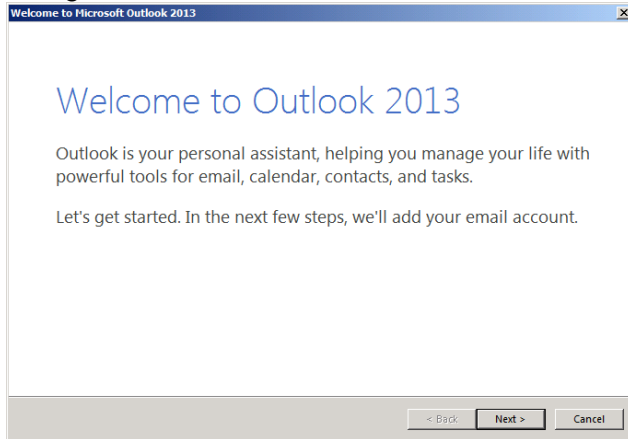 Welcome to Microsoft Outlook 2013
X
Welcome to Outlook 2013
Outlook is your personal assistant, helping you manage your life with
powerful tools for email, calendar, contacts, and tasks.
Let's get started. In the next few steps, we'll add your email account.
< Back Next > Cancel